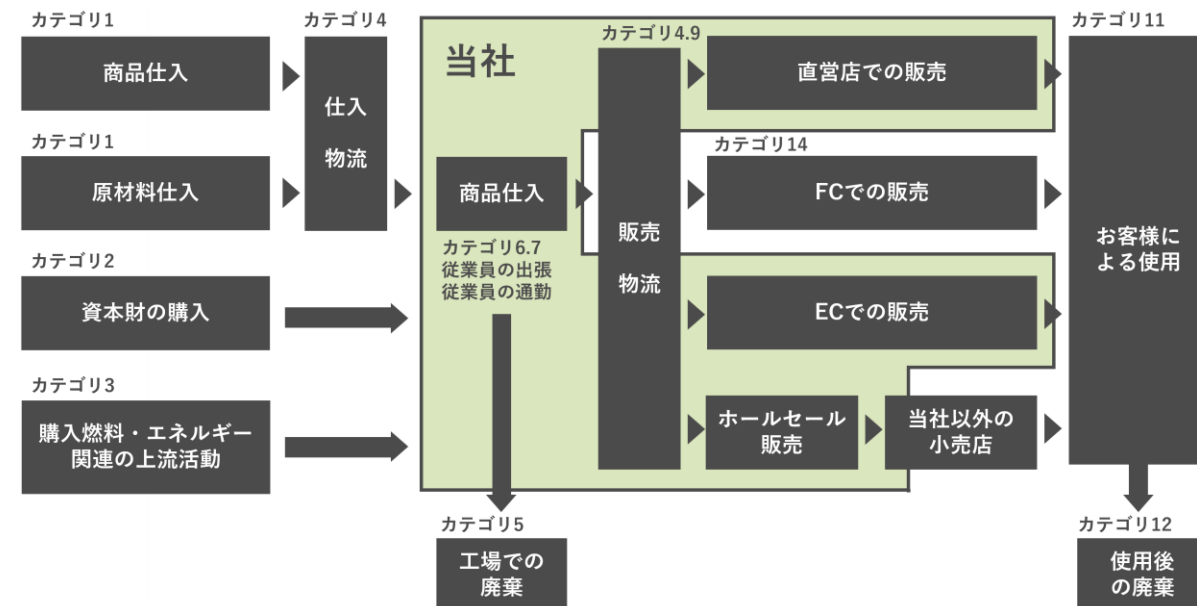 カテゴリ1
商品仕入
カテゴリ1
原材料仕入
カテゴリ2
資本財の購入
カテゴリ3
購入燃料・エネルギー
関連の上流活動
カテゴリ4
仕入
物流
当社
商品仕入
カテゴリ6.7
従業員の出張
従業員の通勤
カテゴリ5
工場での
廃棄
カテゴリ4.9
販売
物流
直営店での販売
カテゴリ14
FCでの販売
ECでの販売
ホールセール
販売
当社以外の
小売店
カテゴリ11
お客様に
よる使用
カテゴリ12
使用後
の廃棄